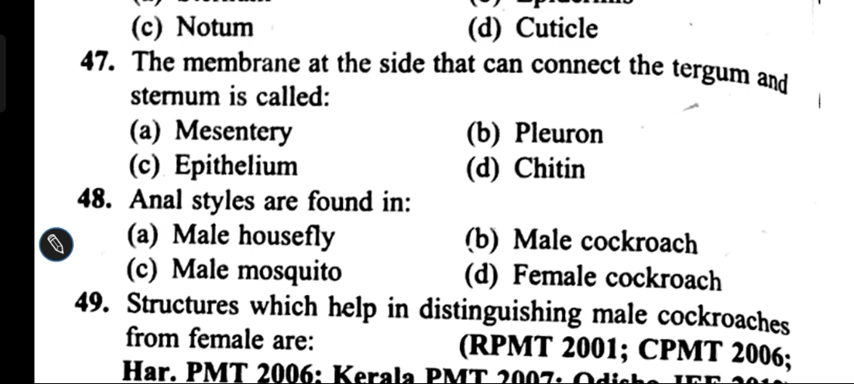 (c) Notum (d) Cuticle
47. The membrane at the side that can connect the tergum and
sternum is called:
(a) Mesentery (b) Pleuron
(c) Epithelium (d) Chitin
48. Anal styles are found in:
(a) Male housefly (b) Male cockroach
(c) Male mosquito (d) Female cockroach
49. Structures which help in distinguishing male cockroaches
from female are: (RPMT 2001; CPMT 2006;
Har. PMT 2006; Kerala PMT 2007; Odisha JEE